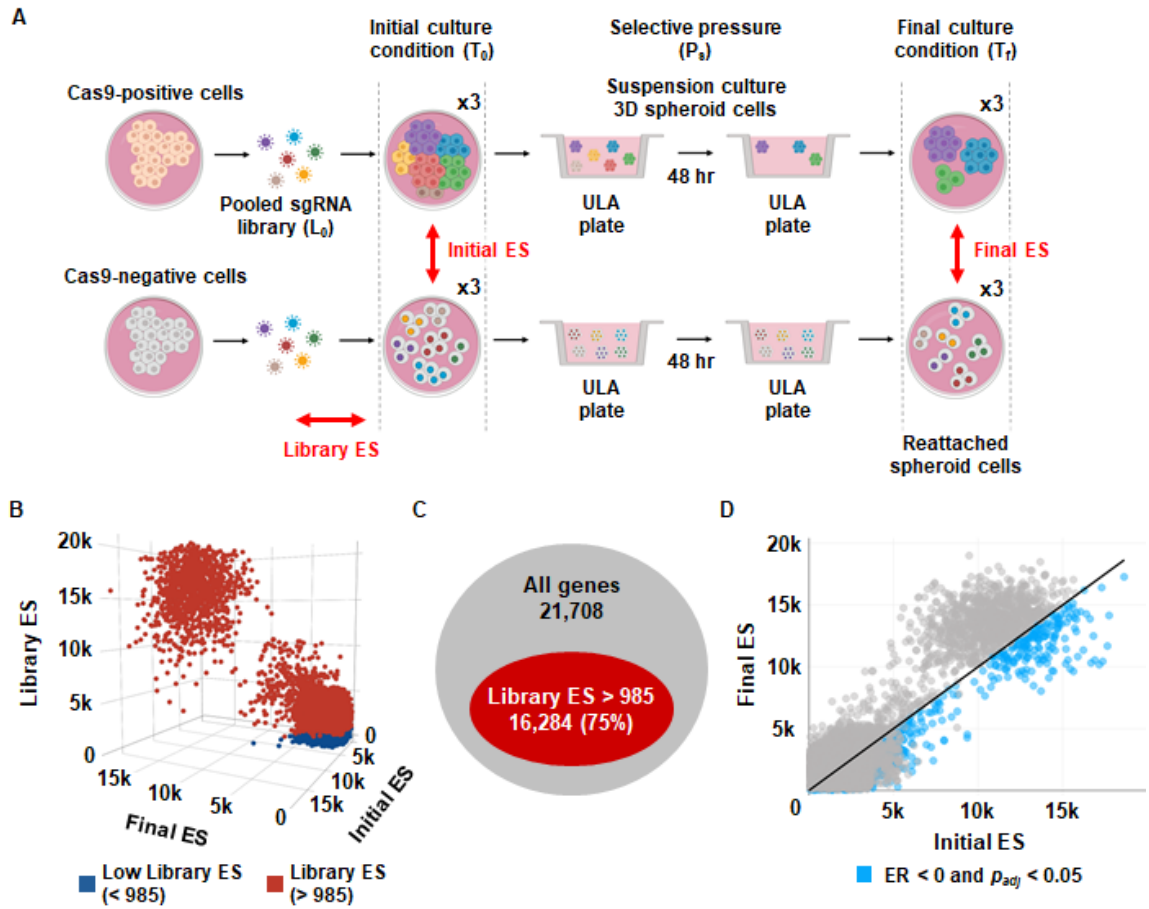 A
Initial culture
condition (T₀)
Selective pressure
(Pₛ)
Final culture
condition (T_f)
Cas9-positive cells
x3
Suspension culture
3D spheroid cells
x3
Pooled sgRNA
library (L₀)
ULA
plate
48 hr
ULA
plate
Initial ES
Final ES
Cas9-negative cells
x3
x3
ULA
plate
48 hr
ULA
plate
Library ES
Reattached
spheroid cells
B
Library ES
20k
15k
10k
5k
0
15k
10k
5k
0
Final ES
0
5k
10k
15k
Initial ES
Low Library ES
(< 985)
Library ES
(> 985)
C
All genes
21,708
Library ES > 985
16,284 (75%)
D
Final ES
20k
15k
10k
5k
0
5k
10k
15k
Initial ES
ER < 0 and p_adj < 0.05